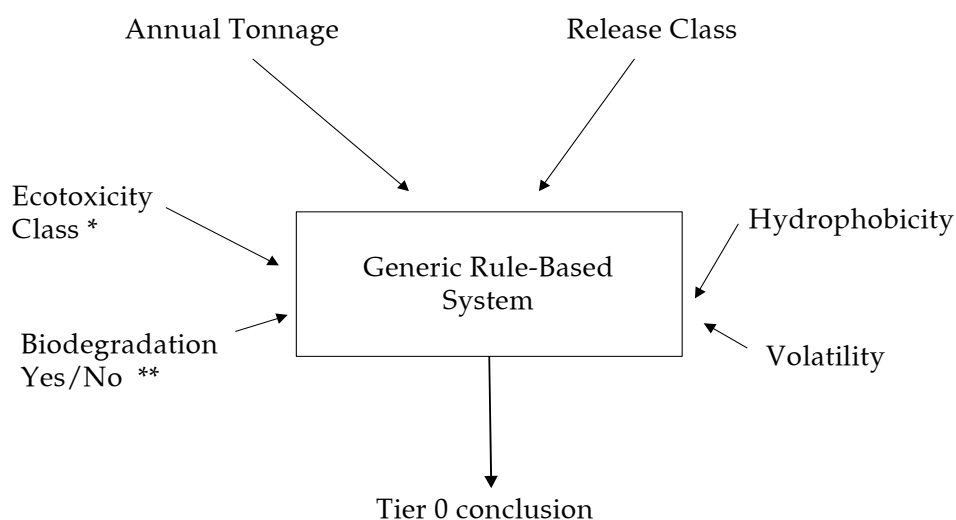 Annual Tonnage
Release Class
Ecotoxicity
Class *
Hydrophobicity
Generic Rule-Based
System
Biodegradation
Yes/No **
Volatility
Tier 0 conclusion